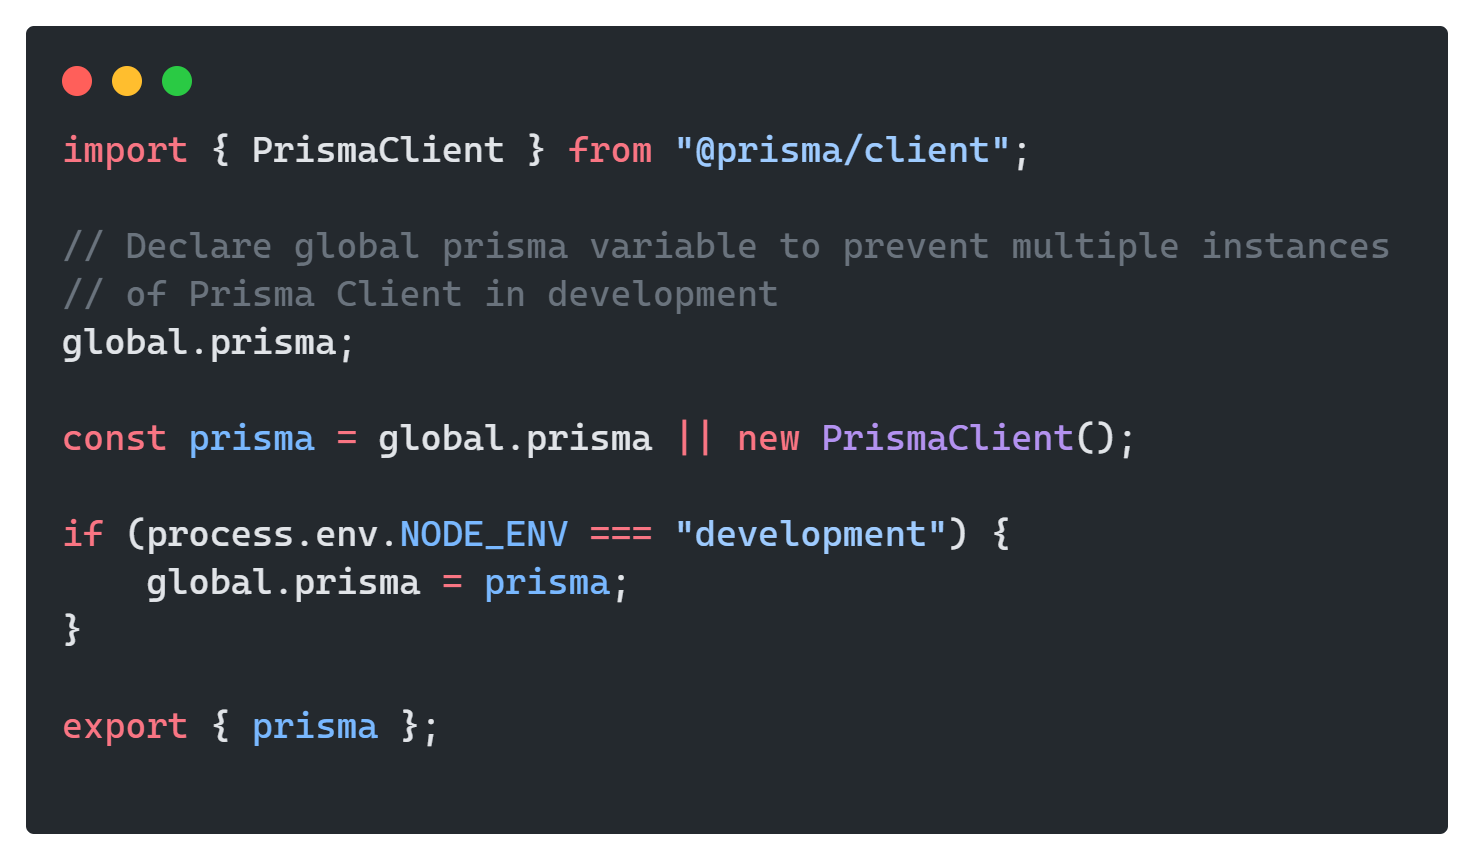 import { PrismaClient } from "@prisma/client";
// Declare global prisma variable to prevent multiple instances
// of Prisma Client in development
global.prisma;
const prisma = global.prisma || new PrismaClient();
if (process.env.NODE_ENV === "development") {
    global.prisma = prisma;
}
export { prisma };